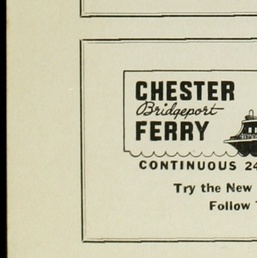 CHESTER
Bridgeport
FERRY
CONTINUOUS 24
Try the New
Follow